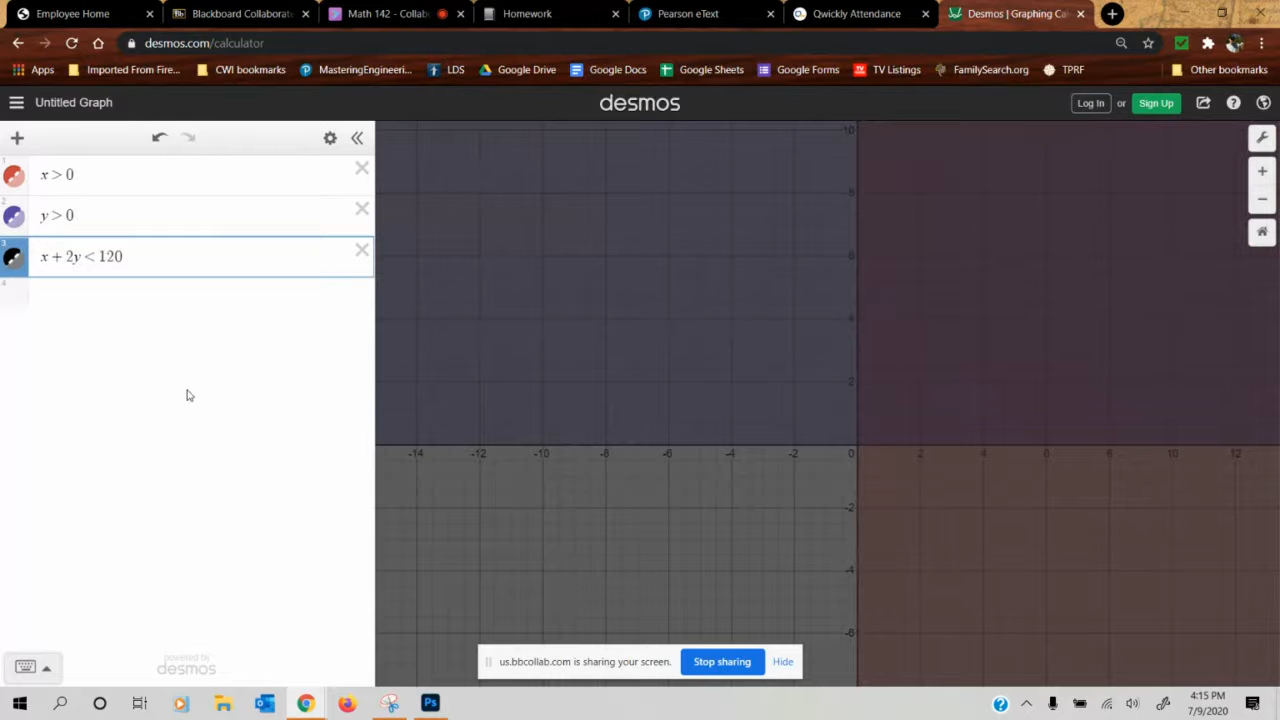 Employee Home
Blackboard Collaborat
Math 142 - Collab
Homework
Pearson eText
Qwickly Attendance
Desmos | Graphing Ca
desmos.com/calculator
Apps
Imported From Fire...
CWI bookmarks
MasteringEngineeri...
LDS
Google Drive
Google Docs
Google Sheets
Google Forms
TV Listings
FamilySearch.org
TPRF
Other bookmarks
Untitled Graph
desmos
Log In or Sign Up
1
x > 0
2
y > 0
3
x + 2y < 120
4
10
8
6
4
2
-14 -12 -10 -8 -6 -4 -2 0 2 4 6 10 12
-2
-4
-6
us.bbcollab.com is sharing your screen. Stop sharing Hide
powered by
desmos
4:15 PM
7/9/2020